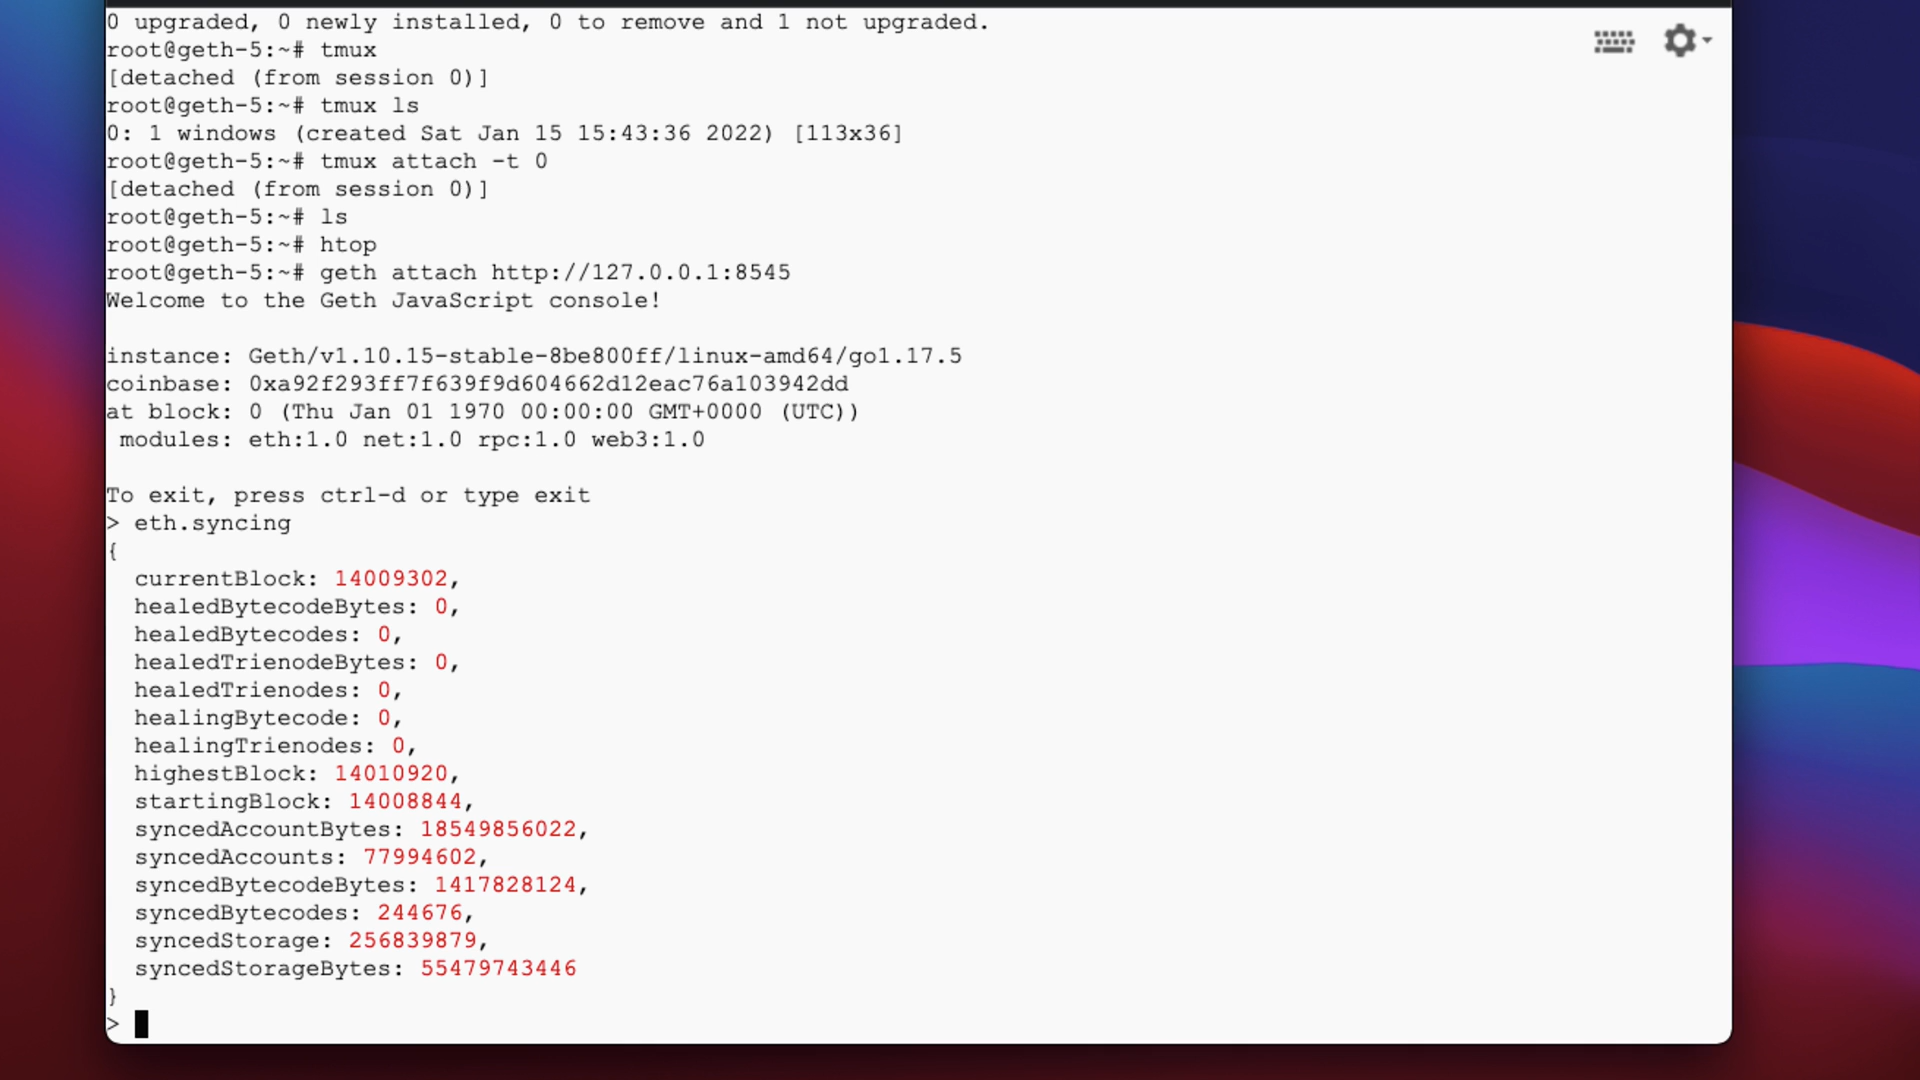 0 upgraded, 0 newly installed, 0 to remove and 1 not upgraded.
root@geth-5:~# tmux
[detached (from session 0)]
root@geth-5:~# tmux ls
0: 1 windows (created Sat Jan 15 15:43:36 2022) [113x36]
root@geth-5:~# tmux attach -t 0
[detached (from session 0)]
root@geth-5:~# ls
root@geth-5:~# htop
root@geth-5:~# geth attach http://127.0.0.1:8545
Welcome to the Geth JavaScript console!
instance: Geth/v1.10.15-stable-8be800ff/linux-amd64/go1.17.5
coinbase: 0xa92f293ff7f639f9d604662d12eac76a103942dd
at block: 0 (Thu Jan 01 1970 00:00:00 GMT+0000 (UTC))
 modules: eth:1.0 net:1.0 rpc:1.0 web3:1.0
To exit, press ctrl-d or type exit
> eth.syncing
{
  currentBlock: 14009302,
  healedBytecodeBytes: 0,
  healedBytecodes: 0,
  healedTrienodeBytes: 0,
  healedTrienodes: 0,
  healingBytecode: 0,
  healingTrienodes: 0,
  highestBlock: 14010920,
  startingBlock: 14008844,
  syncedAccountBytes: 18549856022,
  syncedAccounts: 77994602,
  syncedBytecodeBytes: 1417828124,
  syncedBytecodes: 244676,
  syncedStorage: 256839879,
  syncedStorageBytes: 55479743446
}
>